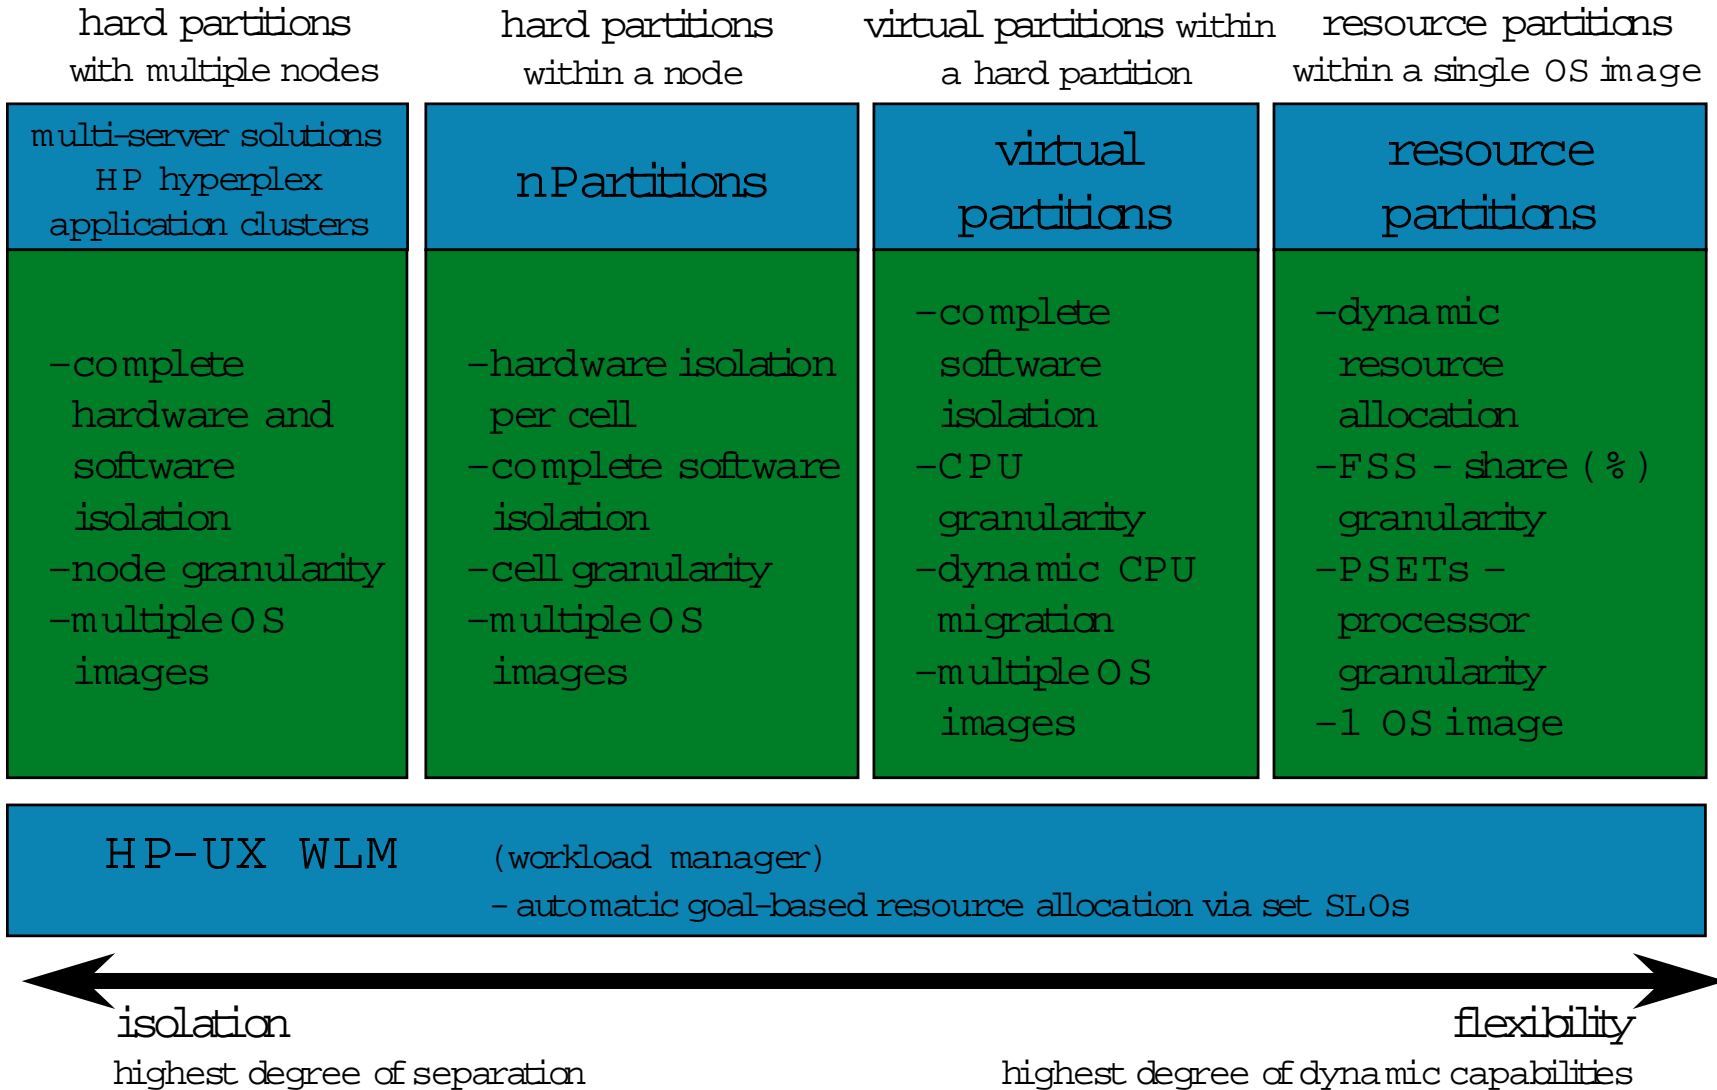 hard partitions
with multiple nodes
multi-server solutions
HP hyperplex
application clusters
-complete
hardware and
software
isolation
-node granularity
-multiple OS
images
hard partitions
within a node
nPartitions
-hardware isolation
per cell
-complete software
isolation
-cell granularity
-multiple OS
images
virtual partitions within
a hard partition
virtual
partitions
-complete
software
isolation
-CPU
granularity
-dynamic CPU
migration
-multiple OS
images
resource partitions
within a single OS image
resource
partitions
-dynamic
resource
allocation
-FSS - share (%)
granularity
-PSETs -
processor
granularity
-1 OS image
HP-UX WLM (workload manager)
- automatic goal-based resource allocation via set SLOs
isolation
highest degree of separation
flexibility
highest degree of dynamic capabilities